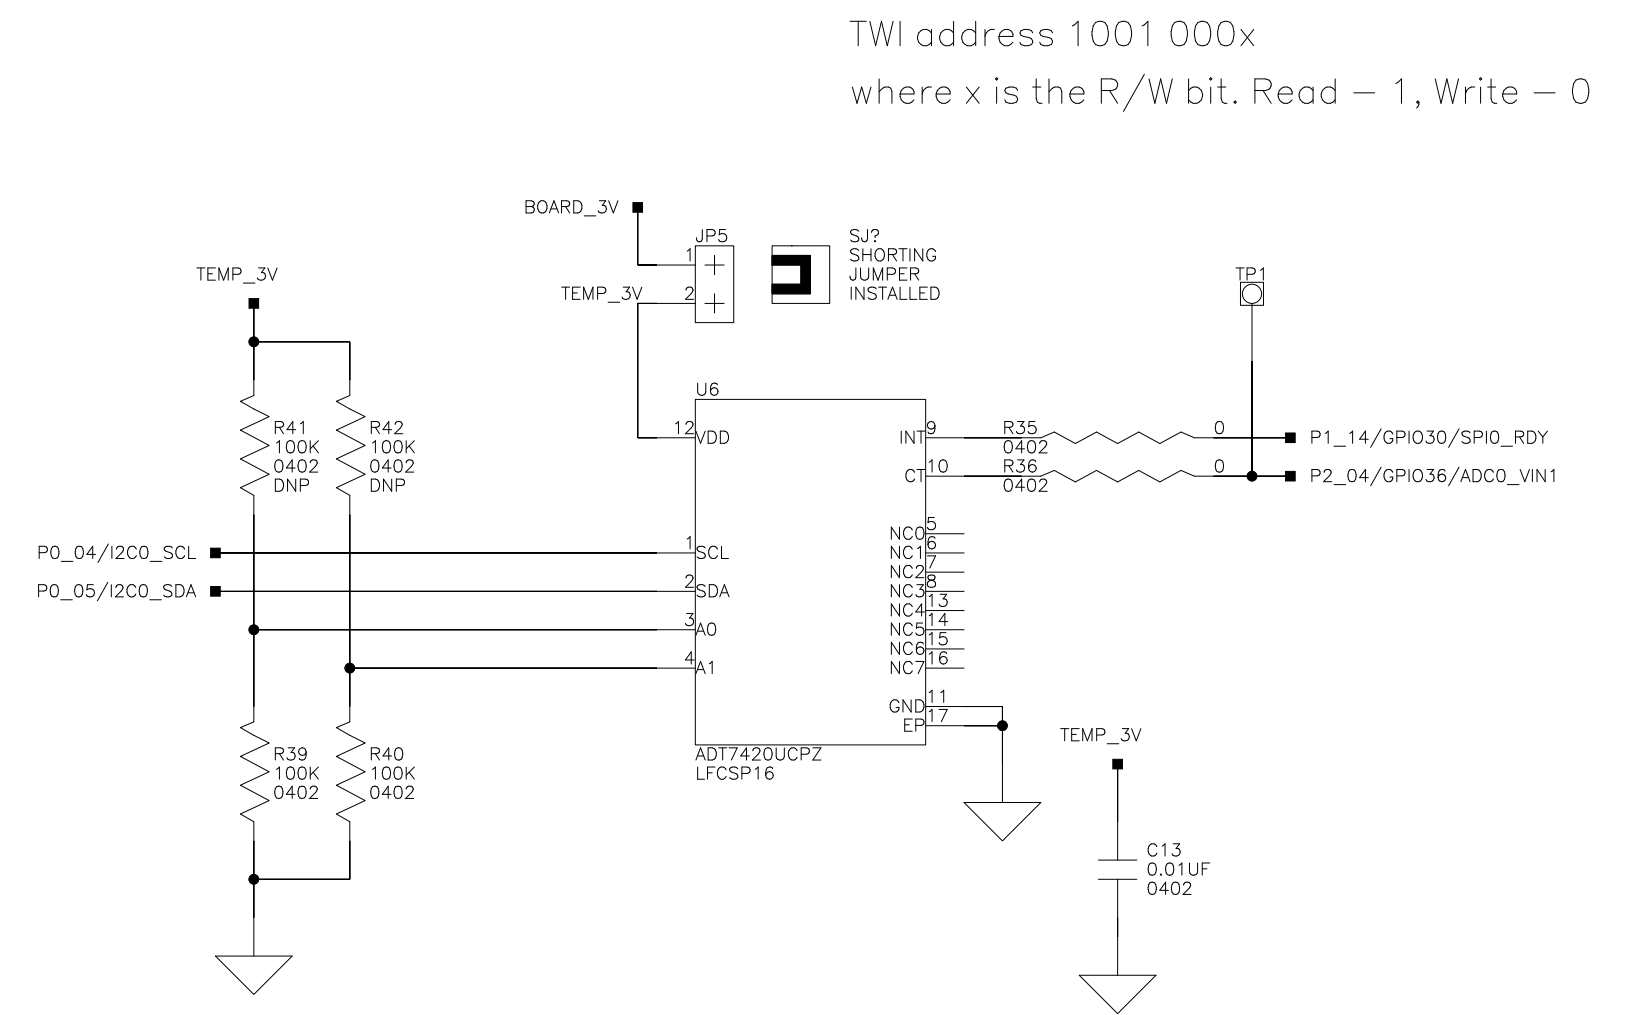 TWI address 1001 000x
where x is the R/W bit. Read – 1, Write – 0
BOARD_3V
JP5
1
2
TEMP_3V
SJ?
SHORTING
JUMPER
INSTALLED
TEMP_3V
TP1
R41
100K
0402
DNP
R42
100K
0402
DNP
U6
12
VDD
INT
9
R35
0402
0
P1_14/GPIO30/SPI0_RDY
CT
10
R36
0402
0
P2_04/GPIO36/ADC0_VIN1
P0_04/I2C0_SCL
1
SCL
P0_05/I2C0_SDA
2
SDA
3
A0
4
A1
NC0
5
NC1
6
NC2
7
NC3
8
NC4
13
NC5
14
NC6
15
NC7
16
GND
11
EP
17
ADT7420UCPZ
LFCSP16
R39
100K
0402
R40
100K
0402
TEMP_3V
C13
0.01UF
0402